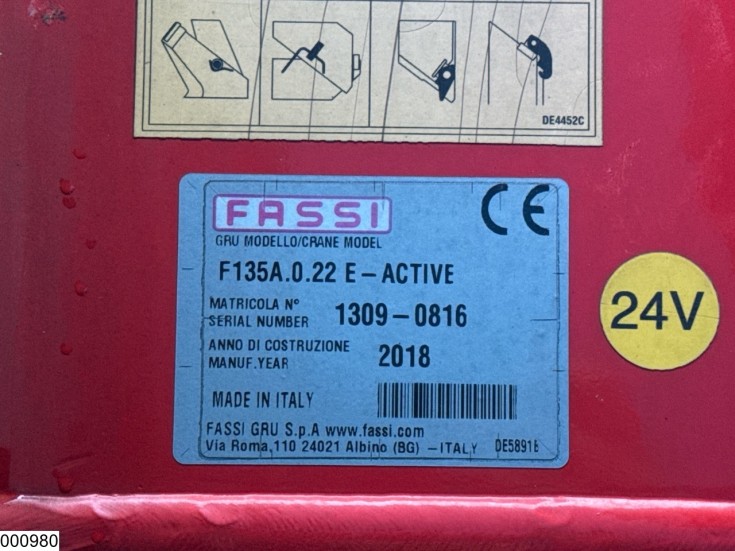 DE4452C
FASSI
CE
GRU MODELLO/CRANE MODEL
F135A.0.22 E-ACTIVE
MATRICOLA N°
SERIAL NUMBER 1309-0816
ANNO DI COSTRUZIONE
MANUF.YEAR 2018
MADE IN ITALY
FASSI GRU S.p.A www.fassi.com
Via Roma,110 24021 Albino (BG) -ITALY DE5891E
24V
000980